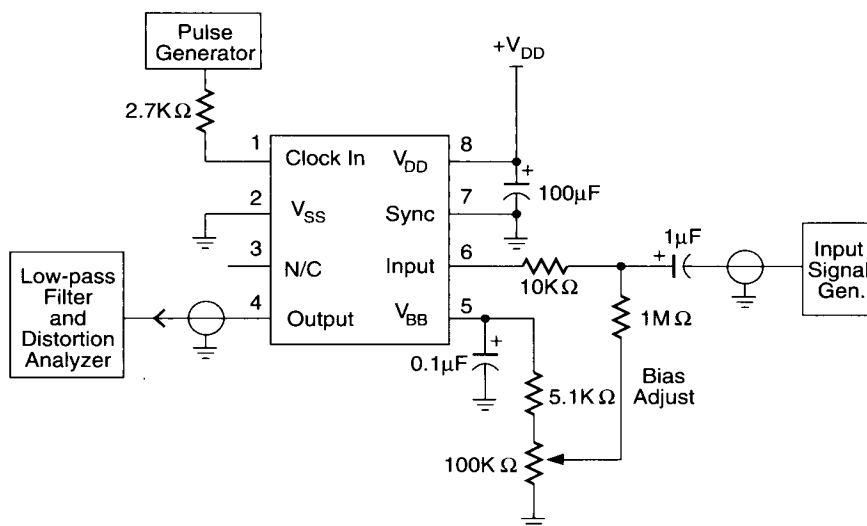 Pulse
Generator
+V_DD
2.7KΩ
1
Clock In
V_DD
8
100µF
+
2
V_SS
Sync
7
3
N/C
Input
6
10KΩ
+
1µF
Input
Signal
Gen.
Low-pass
Filter
and
Distortion
Analyzer
4
Output
V_BB
5
+
0.1µF
1MΩ
Bias
Adjust
5.1KΩ
100KΩ